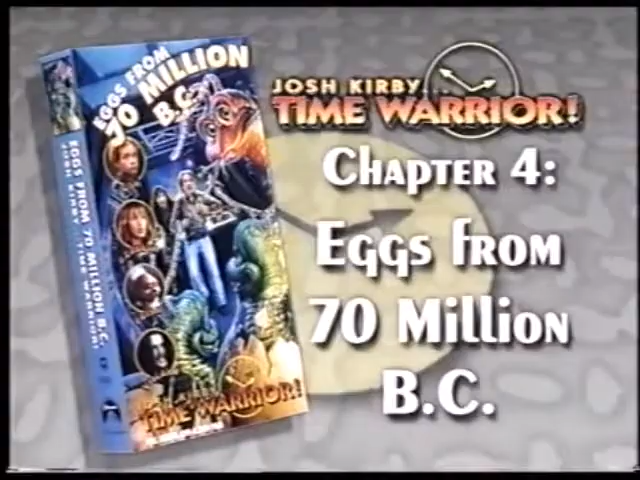 EGGS FROM
70 MILLION
B.C.
TIME WARRIOR!
EGGS FROM 70 MILLION B.C.
JOSH KIRBY... TIME WARRIOR!
JOSH KIRBY...
TIME WARRIOR!
CHAPTER 4:
EGGS FROM
70 MILLION
B.C.